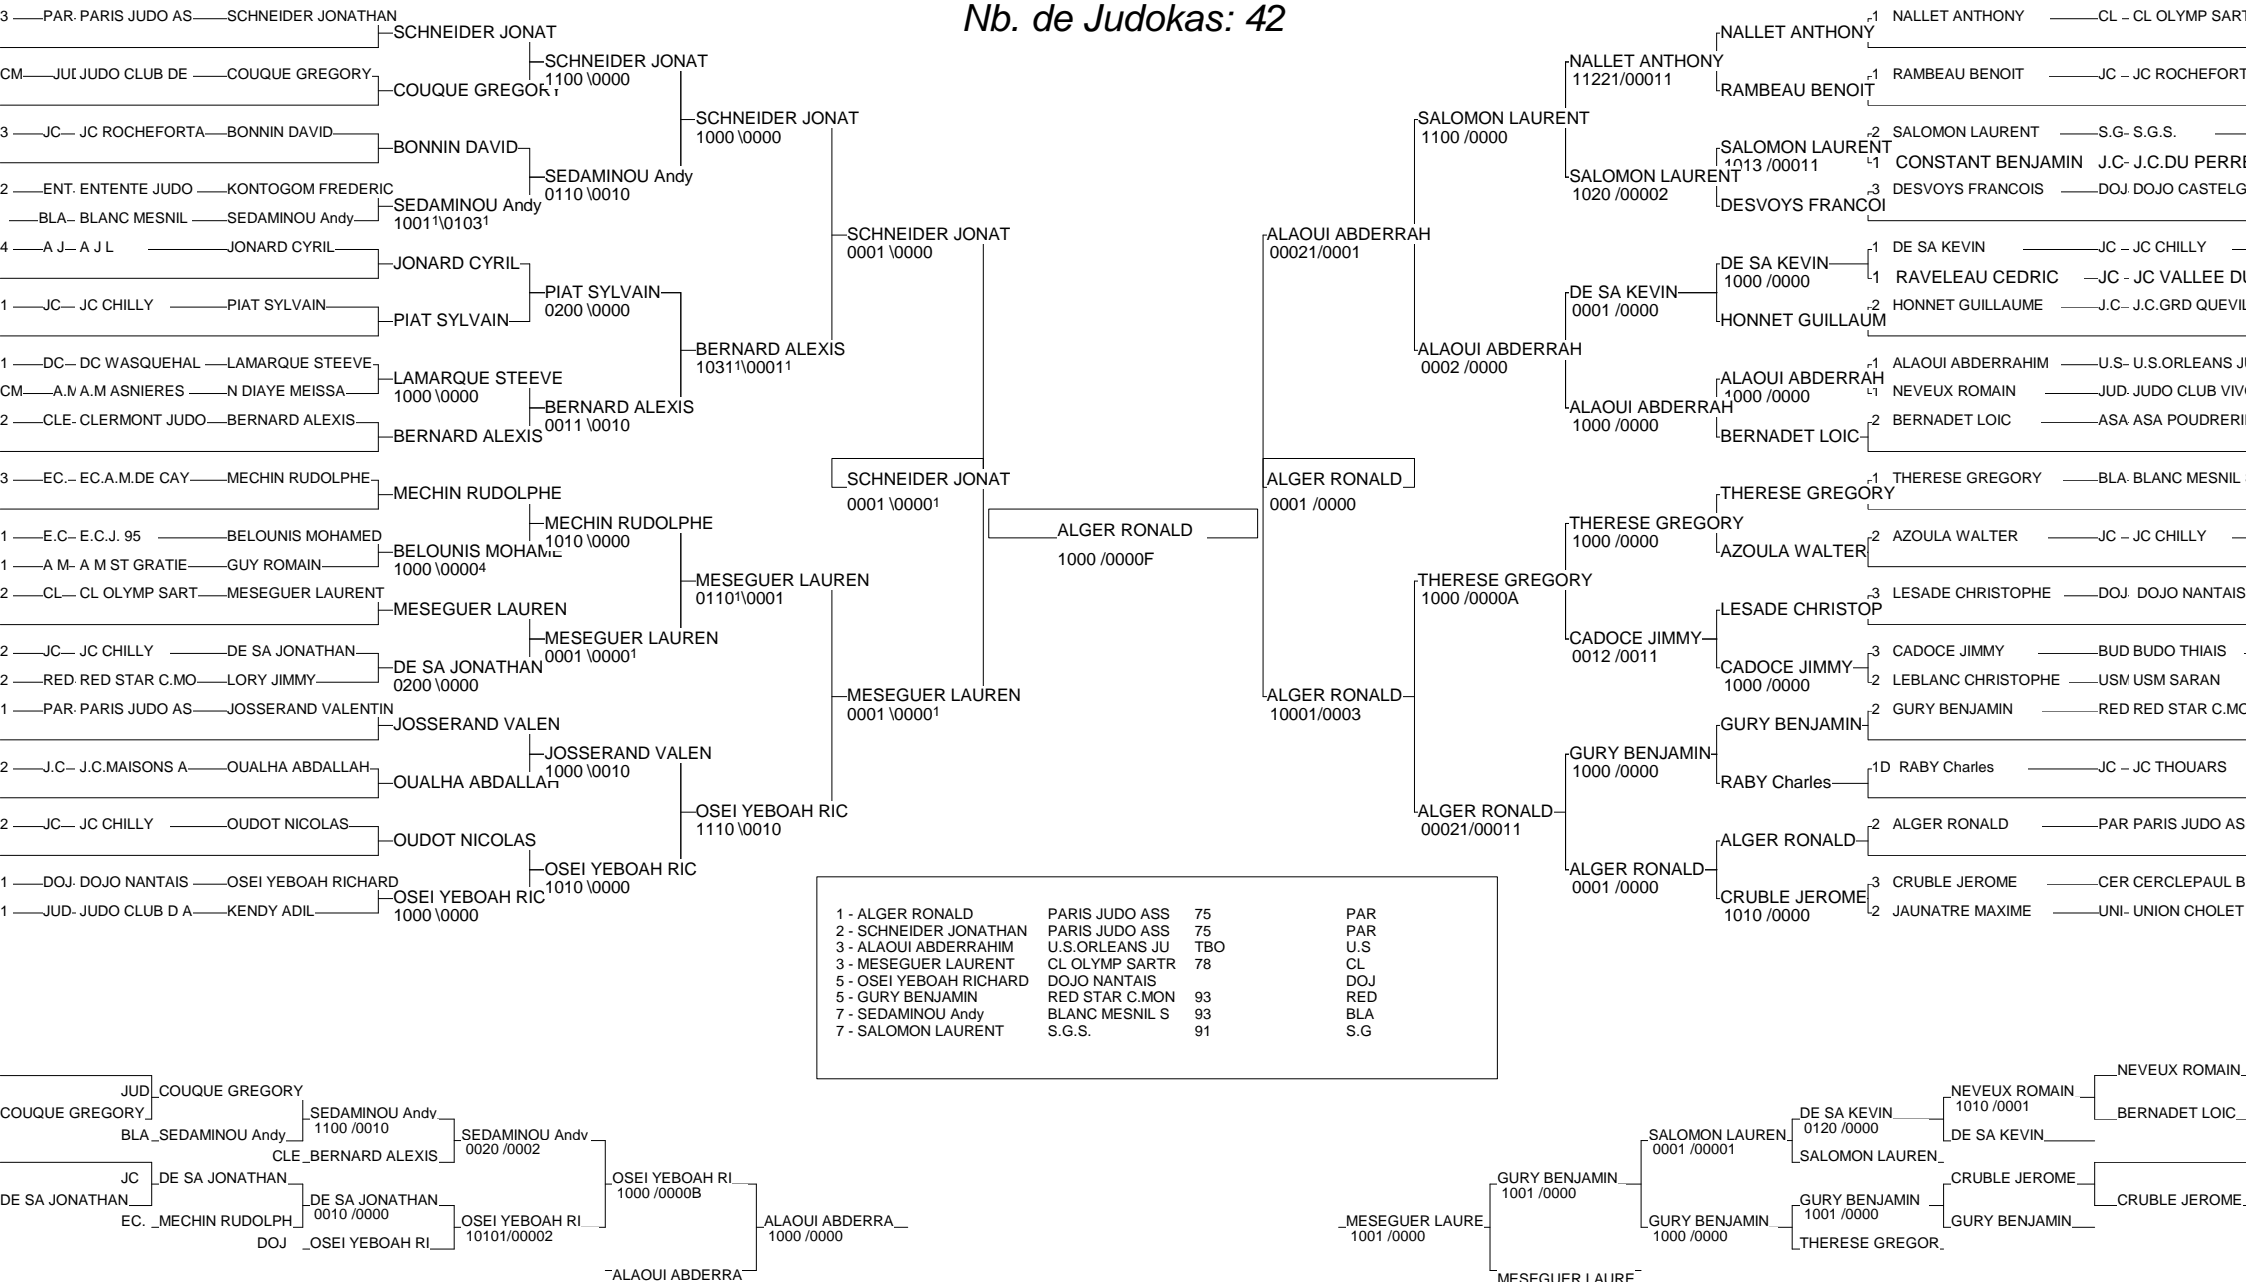 Nb. de Judokas: 42
3 PAR PARIS JUDO AS SCHNEIDER JONATHAN
CM JUDO CLUB DE COUQUE GREGORY
3 JC JC ROCHEFORTA BONNIN DAVID
2 ENT. ENTENTE JUDO KONTOGOM FREDERIC
BLA BLANC MESNIL SEDAMINOU Andy
4 A J A J L JONARD CYRIL
1 JC JC CHILLY PIAT SYLVAIN
1 DC DC WASQUEHAL LAMARQUE STEEVE
CM A.M ASNIERES N DIAYE MEISSA
2 CLE CLERMONT JUDO BERNARD ALEXIS
3 EC. EC.A.M.DE CAY MECHIN RUDOLPHE
1 E.C E.C.J. 95 BELOUNIS MOHAMED
1 A M A M ST GRATIE GUY ROMAIN
2 CL CL OLYMP SART MESEGUER LAURENT
2 JC JC CHILLY DE SA JONATHAN
2 RED RED STAR C.MO LORY JIMMY
1 PAR PARIS JUDO AS JOSSERAND VALENTIN
2 J.C J.C.MAISONS A OUALHA ABDALLAH
2 JC JC CHILLY OUDOT NICOLAS
1 DOJ DOJO NANTAIS OSEI YEBOAH RICHARD
1 JUD JUDO CLUB D A KENDY ADIL
SCHNEIDER JONAT
COUQUE GREGORY
BONNIN DAVID
SEDAMINOU Andy
1001¹\0103¹
JONARD CYRIL
PIAT SYLVAIN
LAMARQUE STEEVE
1000 \0000
BERNARD ALEXIS
MECHIN RUDOLPHE
BELOUNIS MOHAME
1000 \0000⁴
MESEGUER LAUREN
DE SA JONATHAN
0200 \0000
JOSSERAND VALEN
OUALHA ABDALLAH
OUDOT NICOLAS
OSEI YEBOAH RIC
1000 \0000
SCHNEIDER JONAT
1100 \0000
SEDAMINOU Andy
0110 \0010
PIAT SYLVAIN
0200 \0000
BERNARD ALEXIS
0011 \0010
MECHIN RUDOLPHE
1010 \0000
MESEGUER LAUREN
0001 \0000¹
JOSSERAND VALEN
1000 \0010
OSEI YEBOAH RIC
1010 \0000
SCHNEIDER JONAT
1000 \0000
BERNARD ALEXIS
1031¹\0001¹
MESEGUER LAUREN
0110¹\0001
OSEI YEBOAH RIC
1110 \0010
SCHNEIDER JONAT
0001 \0000
MESEGUER LAUREN
0001 \0000¹
SCHNEIDER JONAT
0001 \0000¹
ALGER RONALD
1000 /0000F
ALGER RONALD
0001 /0000
ALAOUI ABDERRAH
00021/0001
ALGER RONALD
10001/0003
SALOMON LAURENT
1100 /0000
ALAOUI ABDERRAH
0002 /0000
THERESE GREGORY
1000 /0000A
ALGER RONALD
00021/00011
NALLET ANTHONY
11221/00011
SALOMON LAURENT
1020 /00002
DE SA KEVIN
0001 /0000
ALAOUI ABDERRAH
1000 /0000
THERESE GREGORY
1000 /0000
CADOCE JIMMY
0012 /0011
GURY BENJAMIN
1000 /0000
ALGER RONALD
0001 /0000
NALLET ANTHONY
RAMBEAU BENOIT
SALOMON LAURENT
1013 /00011
DESVOYS FRANCOI
DE SA KEVIN
1000 /0000
HONNET GUILLAUM
ALAOUI ABDERRAH
1000 /0000
BERNADET LOIC
THERESE GREGORY
AZOULA WALTER
LESADE CHRISTOP
CADOCE JIMMY
1000 /0000
GURY BENJAMIN
RABY Charles
ALGER RONALD
CRUBLE JEROME
1010 /0000
1 NALLET ANTHONY CL CL OLYMP SART
1 RAMBEAU BENOIT JC JC ROCHEFORT
2 SALOMON LAURENT S.G S.G.S.
1 CONSTANT BENJAMIN J.C J.C.DU PERRE
3 DESVOYS FRANCOIS DOJ DOJO CASTELG
1 DE SA KEVIN JC JC CHILLY
1 RAVELEAU CEDRIC JC JC VALLEE DU
2 HONNET GUILLAUME J.C J.C.GRD QUEVIL
1 ALAOUI ABDERRAHIM U.S U.S.ORLEANS JU
1 NEVEUX ROMAIN JUD JUDO CLUB VIVO
2 BERNADET LOIC ASA ASA POUDRERI
1 THERESE GREGORY BLA BLANC MESNIL
2 AZOULA WALTER JC JC CHILLY
3 LESADE CHRISTOPHE DOJ DOJO NANTAIS
3 CADOCE JIMMY BUD BUDO THIAIS
2 LEBLANC CHRISTOPHE USM USM SARAN
2 GURY BENJAMIN RED RED STAR C.MO
1D RABY Charles JC JC THOUARS
2 ALGER RONALD PAR PARIS JUDO AS
3 CRUBLE JEROME CER CERCLEPAUL B
2 JAUNATRE MAXIME UNI UNION CHOLET
1 - ALGER RONALD PARIS JUDO ASS 75 PAR
2 - SCHNEIDER JONATHAN PARIS JUDO ASS 75 PAR
3 - ALAOUI ABDERRAHIM U.S.ORLEANS JU TBO U.S
3 - MESEGUER LAURENT CL OLYMP SARTR 78 CL
5 - OSEI YEBOAH RICHARD DOJO NANTAIS DOJ
5 - GURY BENJAMIN RED STAR C.MON 93 RED
7 - SEDAMINOU Andy BLANC MESNIL S 93 BLA
7 - SALOMON LAURENT S.G.S. 91 S.G
JUD COUQUE GREGORY
COUQUE GREGORY
BLA SEDAMINOU Andy
JC DE SA JONATHAN
DE SA JONATHAN
EC. MECHIN RUDOLPH
SEDAMINOU Andy
1100 /0010
CLE BERNARD ALEXIS
DE SA JONATHAN
0010 /0000
DOJ OSEI YEBOAH RI
SEDAMINOU Andy
0020 /0002
OSEI YEBOAH RI
10101/00002
OSEI YEBOAH RI
1000 /0000B
ALAOUI ABDERRA
ALAOUI ABDERRA
1000 /0000
MESEGUER LAURE
1001 /0000
GURY BENJAMIN
1001 /0000
MESEGUER LAURE
SALOMON LAUREN
0001 /00001
GURY BENJAMIN
1000 /0000
DE SA KEVIN
0120 /0000
SALOMON LAUREN
GURY BENJAMIN
1001 /0000
THERESE GREGOR
NEVEUX ROMAIN
1010 /0001
DE SA KEVIN
CRUBLE JEROME
GURY BENJAMIN
NEVEUX ROMAIN
BERNADET LOIC
CRUBLE JEROME